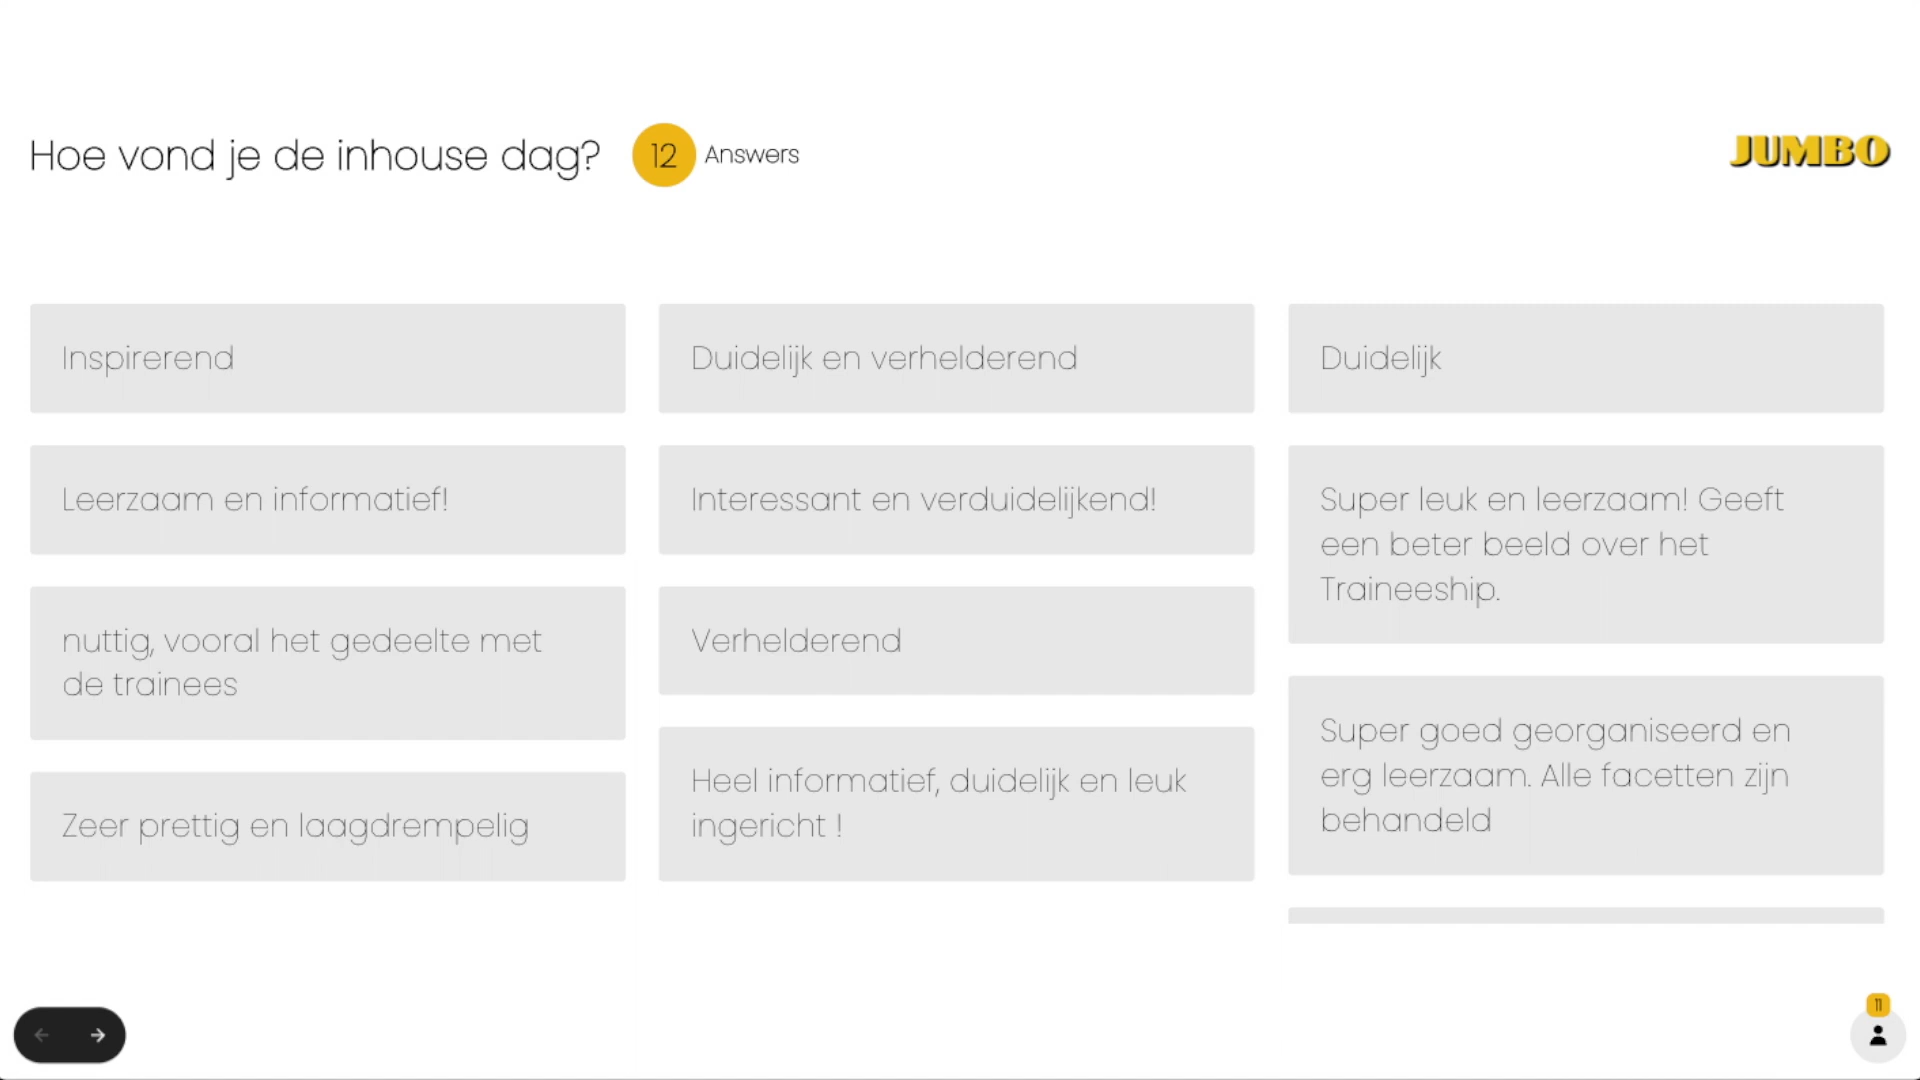 Hoe vond je de inhouse dag?
12 Answers
JUMBO
Inspirerend
Leerzaam en informatief!
nuttig, vooral het gedeelte met
de trainees
Zeer prettig en laagdrempelig
Duidelijk en verhelderend
Interessant en verduidelijkend!
Verhelderend
Heel informatief, duidelijk en leuk
ingericht !
Duidelijk
Super leuk en leerzaam! Geeft
een beter beeld over het
Traineeship.
Super goed georganiseerd en
erg leerzaam. Alle facetten zijn
behandeld
11